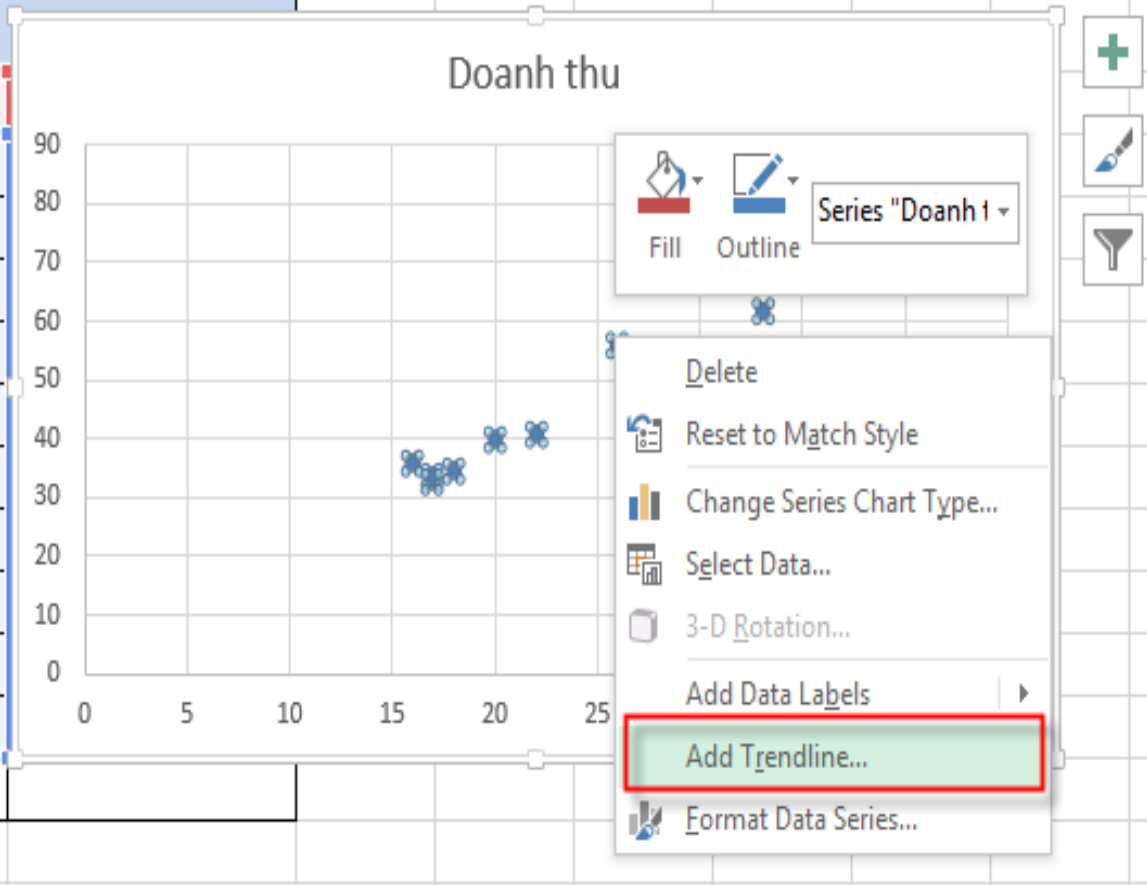 Doanh thu
90
80
70
60
50
40
30
20
10
0
0 5 10 15 20 25
Fill
Outline
Series "Doanh t
Delete
Reset to Match Style
Change Series Chart Type...
Select Data...
3-D Rotation...
Add Data Labels
Add Trendline...
Format Data Series...